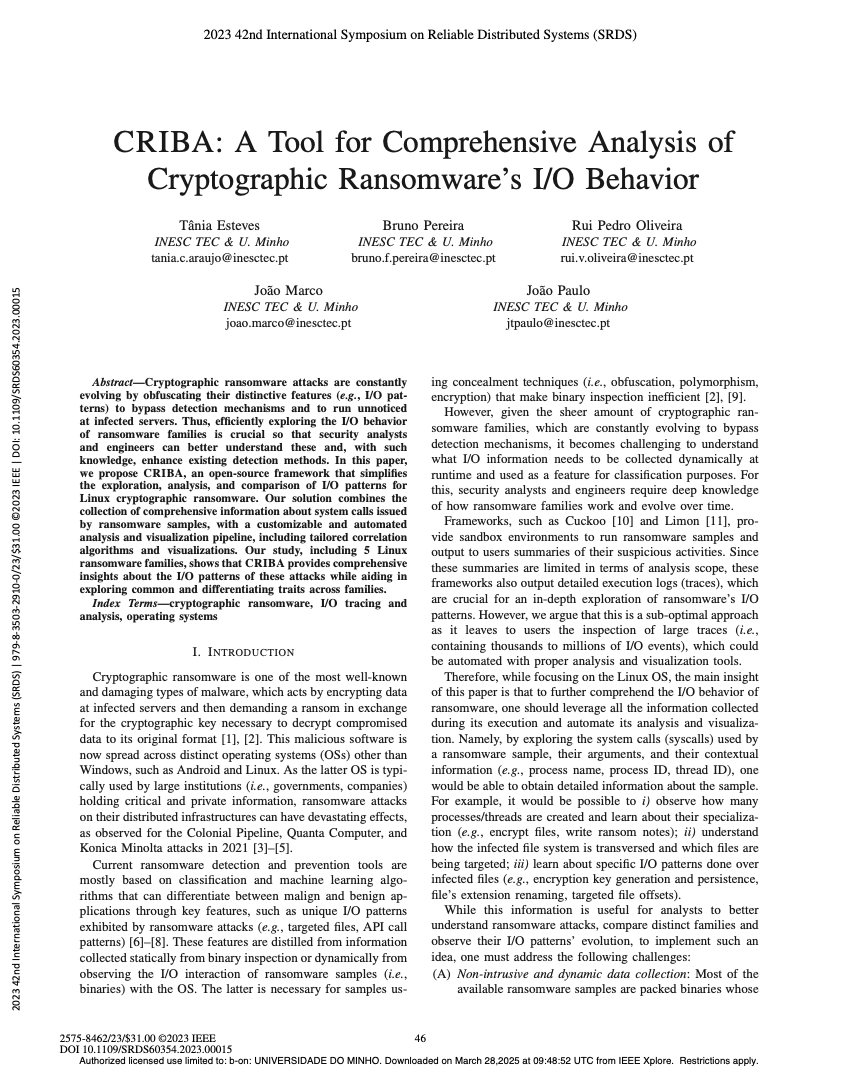 2023 42nd International Symposium on Reliable Distributed Systems (SRDS)
CRIBA: A Tool for Comprehensive Analysis of
Cryptographic Ransomware's I/O Behavior
Tânia Esteves
INESC TEC & U. Minho
tania.c.araujo@inesctec.pt
Bruno Pereira
INESC TEC & U. Minho
bruno.f.pereira@inesctec.pt
Rui Pedro Oliveira
INESC TEC & U. Minho
rui.v.oliveira@inesctec.pt
João Marco
INESC TEC & U. Minho
joao.marco@inesctec.pt
João Paulo
INESC TEC & U. Minho
jtpaulo@inesctec.pt
Abstract—Cryptographic ransomware attacks are constantly
evolving by obfuscating their distinctive features (e.g., I/O pat-
terns) to bypass detection mechanisms and to run unnoticed
at infected servers. Thus, efficiently exploring the I/O behavior
of ransomware families is crucial so that security analysts
and engineers can better understand these and, with such
knowledge, enhance existing detection methods. In this paper,
we propose CRIBA, an open-source framework that simplifies
the exploration, analysis, and comparison of I/O patterns for
Linux cryptographic ransomware. Our solution combines the
collection of comprehensive information about system calls issued
by ransomware samples, with a customizable and automated
analysis and visualization pipeline, including tailored correlation
algorithms and visualizations. Our study, including 5 Linux
ransomware families, shows that CRIBA provides comprehensive
insights about the I/O patterns of these attacks while aiding in
exploring common and differentiating traits across families.
Index Terms—cryptographic ransomware, I/O tracing and
analysis, operating systems
I. INTRODUCTION
Cryptographic ransomware is one of the most well-known
and damaging types of malware, which acts by encrypting data
at infected servers and then demanding a ransom in exchange
for the cryptographic key necessary to decrypt compromised
data to its original format [1], [2]. This malicious software is
now spread across distinct operating systems (OSs) other than
Windows, such as Android and Linux. As the latter OS is typi-
cally used by large institutions (i.e., governments, companies)
holding critical and private information, ransomware attacks
on their distributed infrastructures can have devastating effects,
as observed for the Colonial Pipeline, Quanta Computer, and
Konica Minolta attacks in 2021 [3]–[5].
Current ransomware detection and prevention tools are
mostly based on classification and machine learning algo-
rithms that can differentiate between malign and benign ap-
plications through key features, such as unique I/O patterns
exhibited by ransomware attacks (e.g., targeted files, API call
patterns) [6]–[8]. These features are distilled from information
collected statically from binary inspection or dynamically from
observing the I/O interaction of ransomware samples (i.e.,
binaries) with the OS. The latter is necessary for samples us-
ing concealment techniques (i.e., obfuscation, polymorphism,
encryption) that make binary inspection inefficient [2], [9].
However, given the sheer amount of cryptographic ran-
somware families, which are constantly evolving to bypass
detection mechanisms, it becomes challenging to understand
what I/O information needs to be collected dynamically at
runtime and used as a feature for classification purposes. For
this, security analysts and engineers require deep knowledge
of how ransomware families work and evolve over time.
Frameworks, such as Cuckoo [10] and Limon [11], pro-
vide sandbox environments to run ransomware samples and
output to users summaries of their suspicious activities. Since
these summaries are limited in terms of analysis scope, these
frameworks also output detailed execution logs (traces), which
are crucial for an in-depth exploration of ransomware's I/O
patterns. However, we argue that this is a sub-optimal approach
as it leaves to users the inspection of large traces (i.e.,
containing thousands to millions of I/O events), which could
be automated with proper analysis and visualization tools.
Therefore, while focusing on the Linux OS, the main insight
of this paper is that to further comprehend the I/O behavior of
ransomware, one should leverage all the information collected
during its execution and automate its analysis and visualiza-
tion. Namely, by exploring the system calls (syscalls) used by
a ransomware sample, their arguments, and their contextual
information (e.g., process name, process ID, thread ID), one
would be able to obtain detailed information about the sample.
For example, it would be possible to i) observe how many
processes/threads are created and learn about their specializa-
tion (e.g., encrypt files, write ransom notes); ii) understand
how the infected file system is transversed and which files are
being targeted; iii) learn about specific I/O patterns done over
infected files (e.g., encryption key generation and persistence,
file's extension renaming, targeted file offsets).
While this information is useful for analysts to better
understand ransomware attacks, compare distinct families and
observe their I/O patterns' evolution, to implement such an
idea, one must address the following challenges:
(A) Non-intrusive and dynamic data collection: Most of the
available ransomware samples are packed binaries whose
2023 42nd International Symposium on Reliable Distributed Systems (SRDS) | 979-8-3503-2910-0/23/$31.00 ©2023 IEEE | DOI: 10.1109/SRDS60354.2023.00015
2575-8462/23/$31.00 ©2023 IEEE
DOI 10.1109/SRDS60354.2023.00015
46
Authorized licensed use limited to: b-on: UNIVERSIDADE DO MINHO. Downloaded on March 28,2025 at 09:48:52 UTC from IEEE Xplore. Restrictions apply.